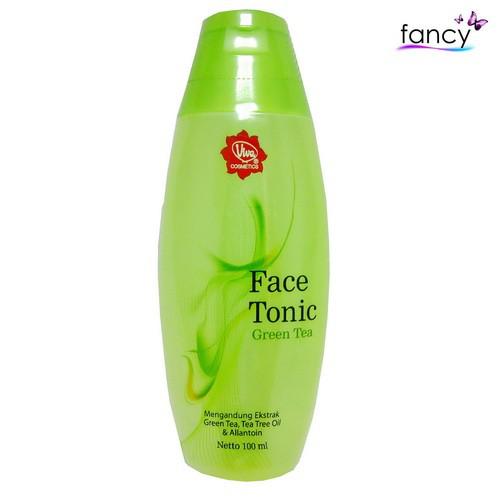 fancy
Viva
®
COSMETICS
Face
Tonic
Green Tea
Mengandung Ekstrak
Green Tea, Tea Tree Oil
& Allantoin
Netto 100 ml